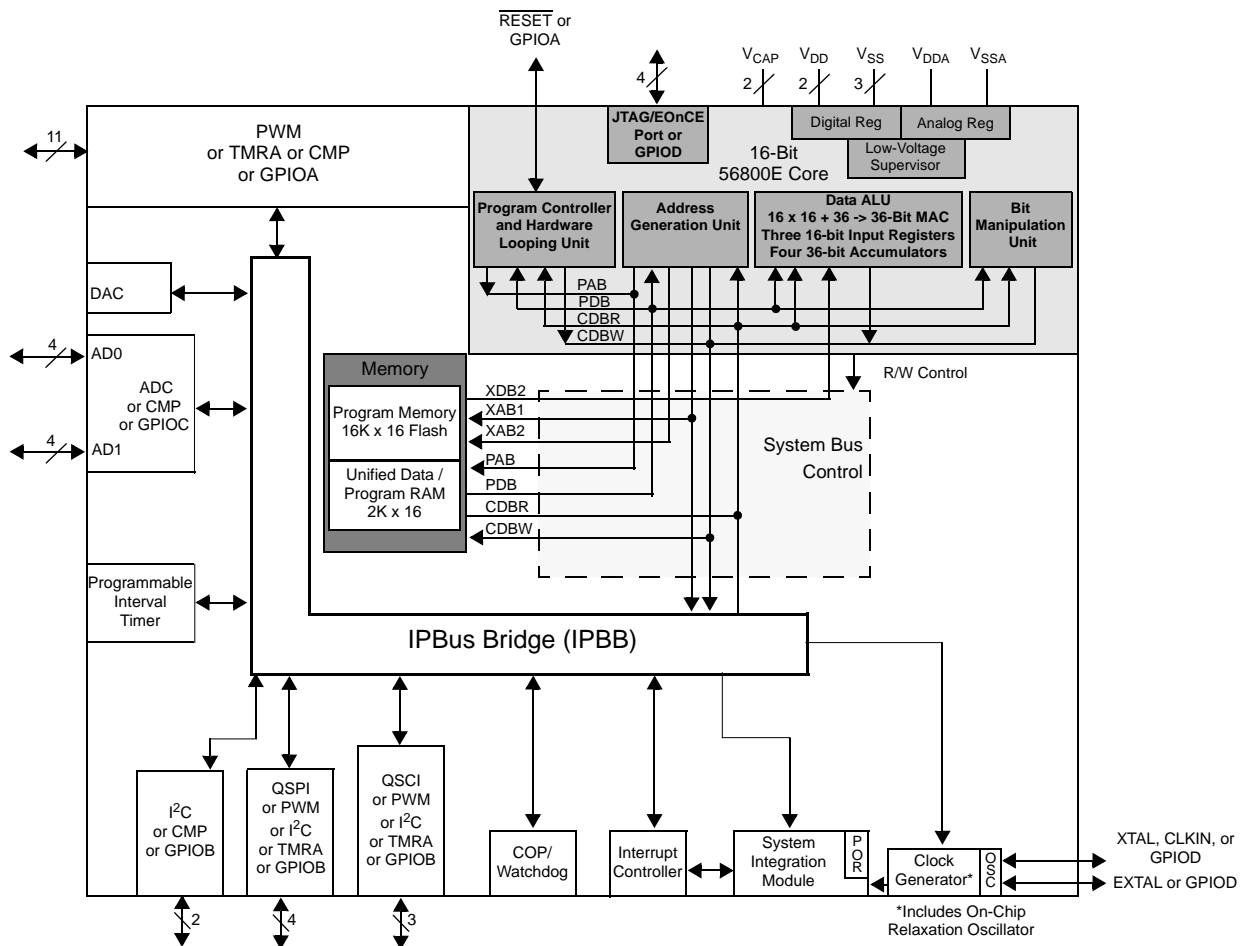 RESET or
GPIOA
4
VCAP
VDD
VSS
VDDA
VSSA
2
2
3
11
PWM
or TMRA or CMP
or GPIOA
JTAG/EOnCE
Port or
GPIOD
Digital Reg
Analog Reg
Low-Voltage
Supervisor
16-Bit
56800E Core
Program Controller
and Hardware
Looping Unit
Address
Generation Unit
Data ALU
16 x 16 + 36 -> 36-Bit MAC
Three 16-bit Input Registers
Four 36-bit Accumulators
Bit
Manipulation
Unit
PAB
PDB
CDBR
CDBW
DAC
4
AD0
ADC
or CMP
or GPIOC
4
AD1
Memory
Program Memory
16K x 16 Flash
Unified Data /
Program RAM
2K x 16
R/W Control
XDB2
XAB1
XAB2
PAB
PDB
CDBR
CDBW
System Bus
Control
Programmable
Interval
Timer
IPBus Bridge (IPBB)
I2C
or CMP
or GPIOB
QSPI
or PWM
or I2C
or TMRA
or GPIOB
QSCI
or PWM
or I2C
or TMRA
or GPIOB
COP/
Watchdog
Interrupt
Controller
System
Integration
Module
POR
Clock
Generator*
OSC
XTAL, CLKIN, or
GPIOD
EXTAL or GPIOD
*Includes On-Chip
Relaxation Oscillator
2
4
3